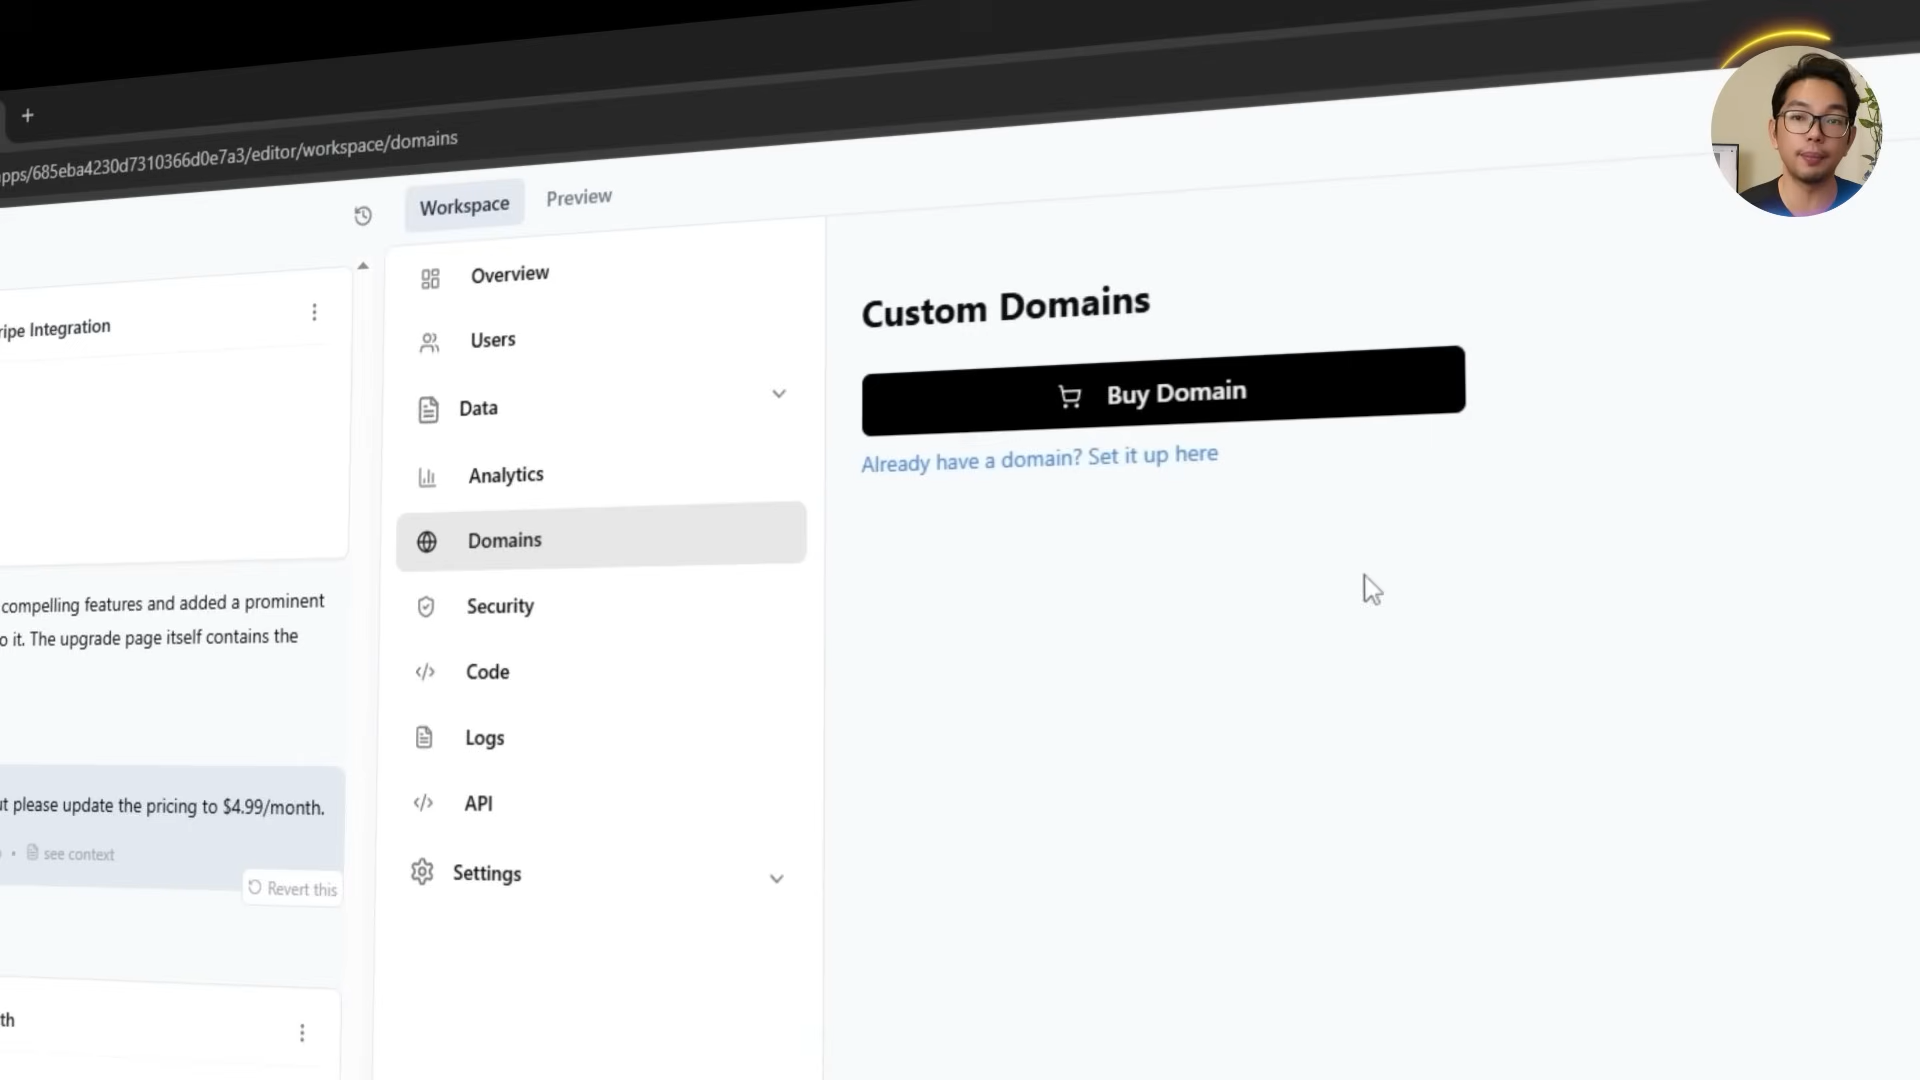 +
apps/685eba4230d7310366d0e7a3/editor/workspace/domains
Workspace
Preview
ripe Integration
compelling features and added a prominent
o it. The upgrade page itself contains the
ut please update the pricing to $4.99/month.
see context
Revert this
th
Overview
Users
Data
Analytics
Domains
Security
Code
Logs
API
Settings
Custom Domains
Buy Domain
Already have a domain? Set it up here